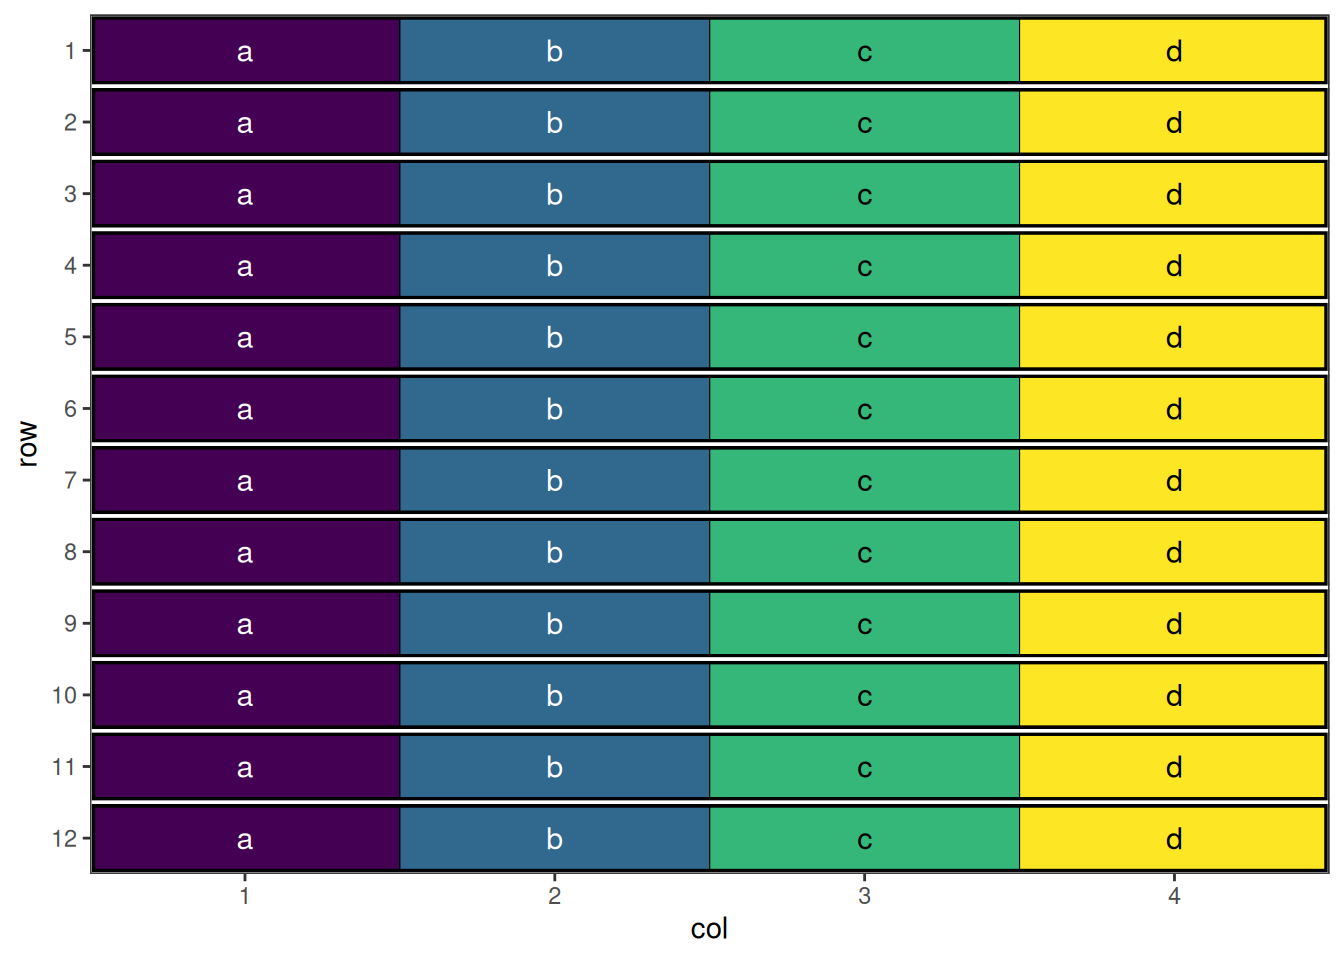 1 a b c d
2 a b c d
3 a b c d
4 a b c d
5 a b c d
6 a b c d
7 a b c d
8 a b c d
9 a b c d
10 a b c d
11 a b c d
12 a b c d
row
1 2 3 4
col